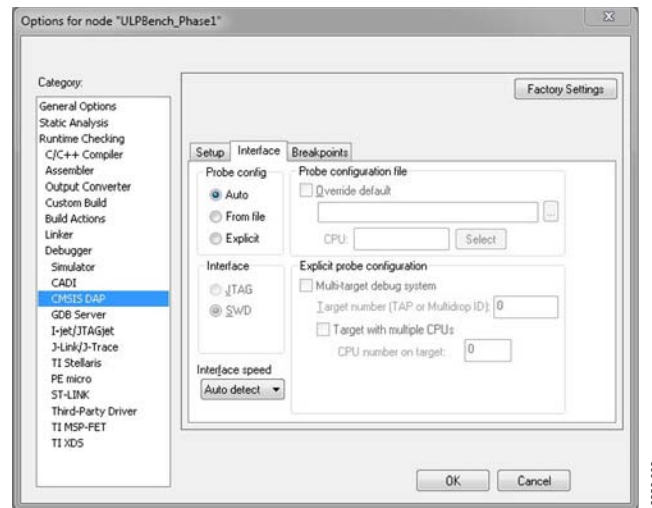 Options for node "ULPBench_Phase1"
Category:
Factory Settings
General Options
Static Analysis
Runtime Checking
C/C++ Compiler
Assembler
Output Converter
Custom Build
Build Actions
Linker
Debugger
Simulator
CADI
CMSIS DAP
GDB Server
I-jet/JTAGjet
J-Link/J-Trace
TI Stellaris
PE micro
ST-LINK
Third-Party Driver
TI MSP-FET
TI XDS
Setup Interface Breakpoints
Probe config
Auto
From file
Explicit
Probe configuration file
Override default
...
CPU: Select
Interface
JTAG
SWD
Explicit probe configuration
Multi-target debug system
Target number (TAP or Multidrop ID): 0
Target with multiple CPUs
CPU number on target: 0
Interface speed
Auto detect
OK Cancel